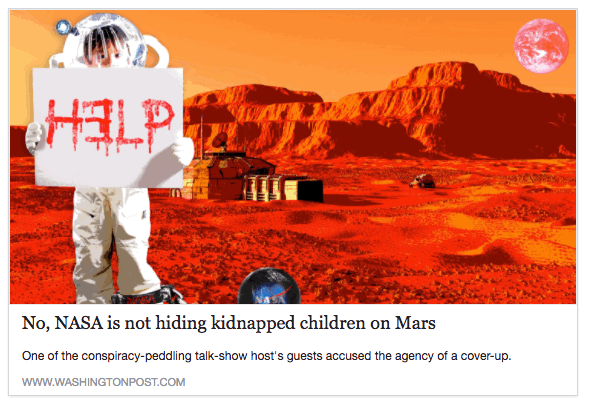 HELP
No, NASA is not hiding kidnapped children on Mars
One of the conspiracy-peddling talk-show host's guests accused the agency of a cover-up.
WWW.WASHINGTONPOST.COM